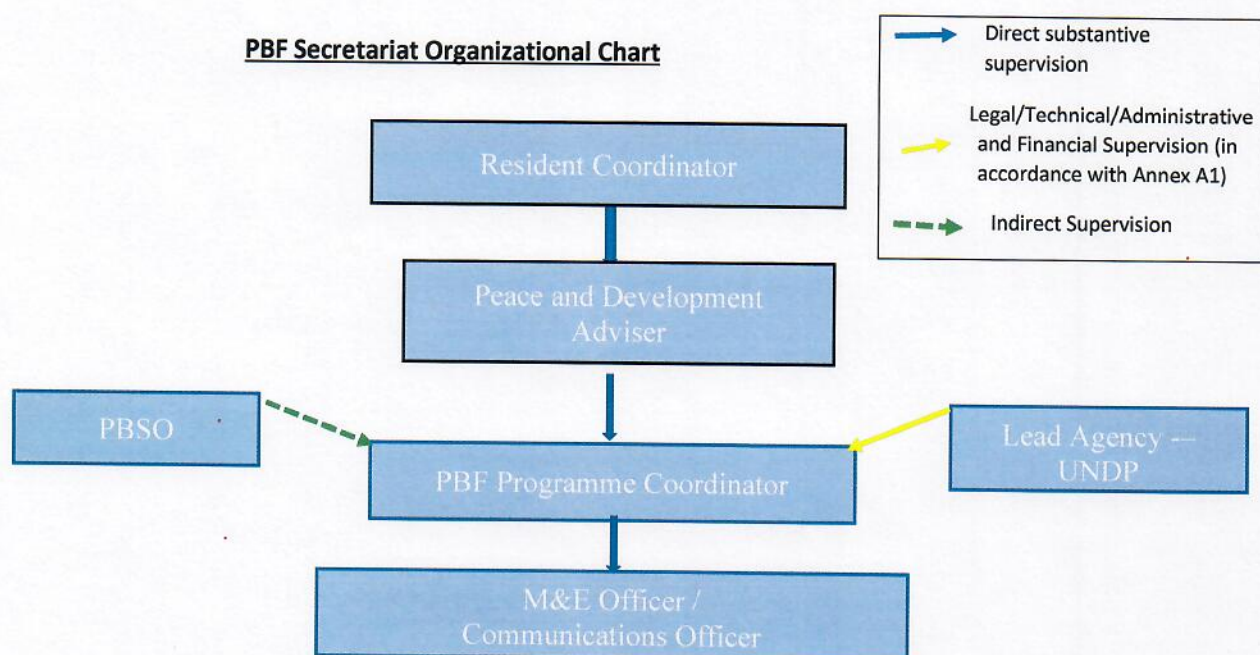 PBF Secretariat Organizational Chart
Direct substantive
supervision
Legal/Technical/Administrative
and Financial Supervision (in
accordance with Annex A1)
Indirect Supervision
Resident Coordinator
Peace and Development
Adviser
PBSO
Lead Agency —
UNDP
PBF Programme Coordinator
M&E Officer /
Communications Officer